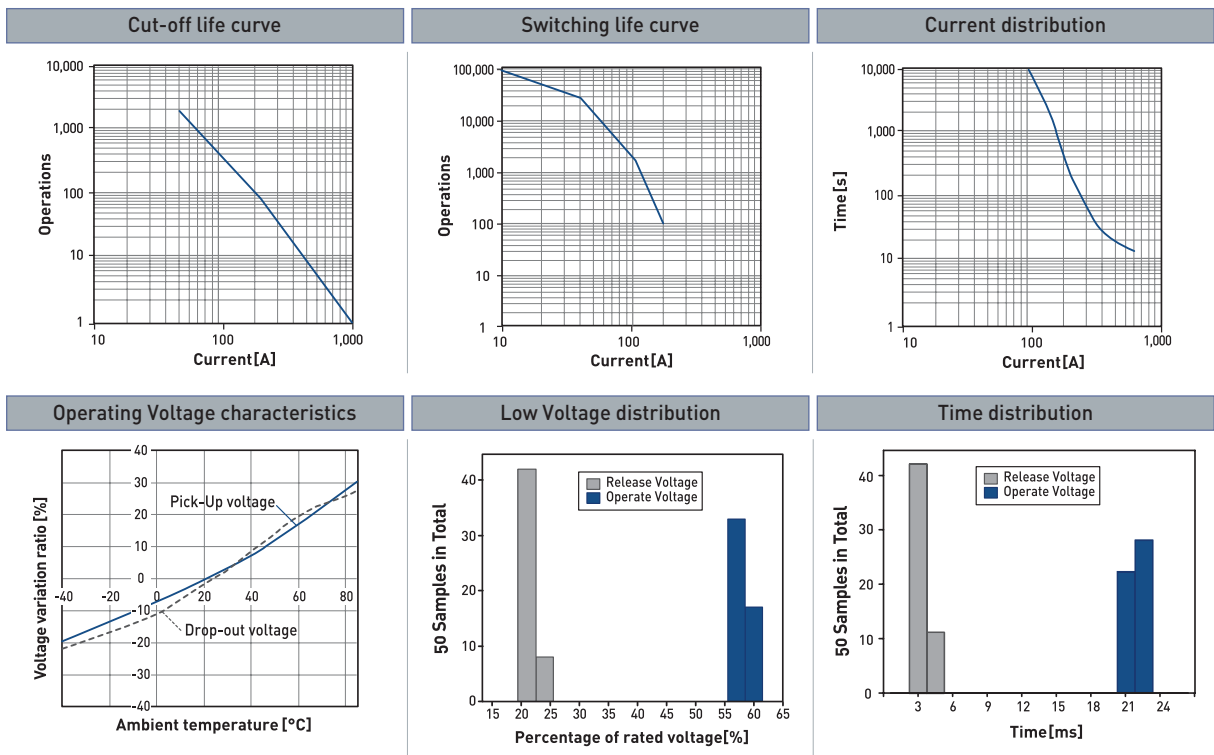 Cut-off life curve
Operations
10,000
1,000
100
10
1
10
100
1,000
Current[A]
Switching life curve
Operations
100,000
10,000
1,000
100
10
1
10
100
1,000
Current[A]
Current distribution
Time[s]
10,000
1,000
100
10
1
10
100
1,000
Current[A]
Operating Voltage characteristics
Voltage variation ratio [%]
40
30
20
10
0
-10
-20
-30
-40
-40
-20
0
20
40
60
80
Pick-Up voltage
Drop-out voltage
Ambient temperature [°C]
Low Voltage distribution
50 Samples in Total
40
30
20
10
0
Release Voltage
Operate Voltage
15 20 25 30 35 40 45 50 55 60 65
Percentage of rated voltage[%]
Time distribution
50 Samples in Total
40
30
20
10
0
Release Voltage
Operate Voltage
3 6 9 12 15 18 21 24
Time[ms]